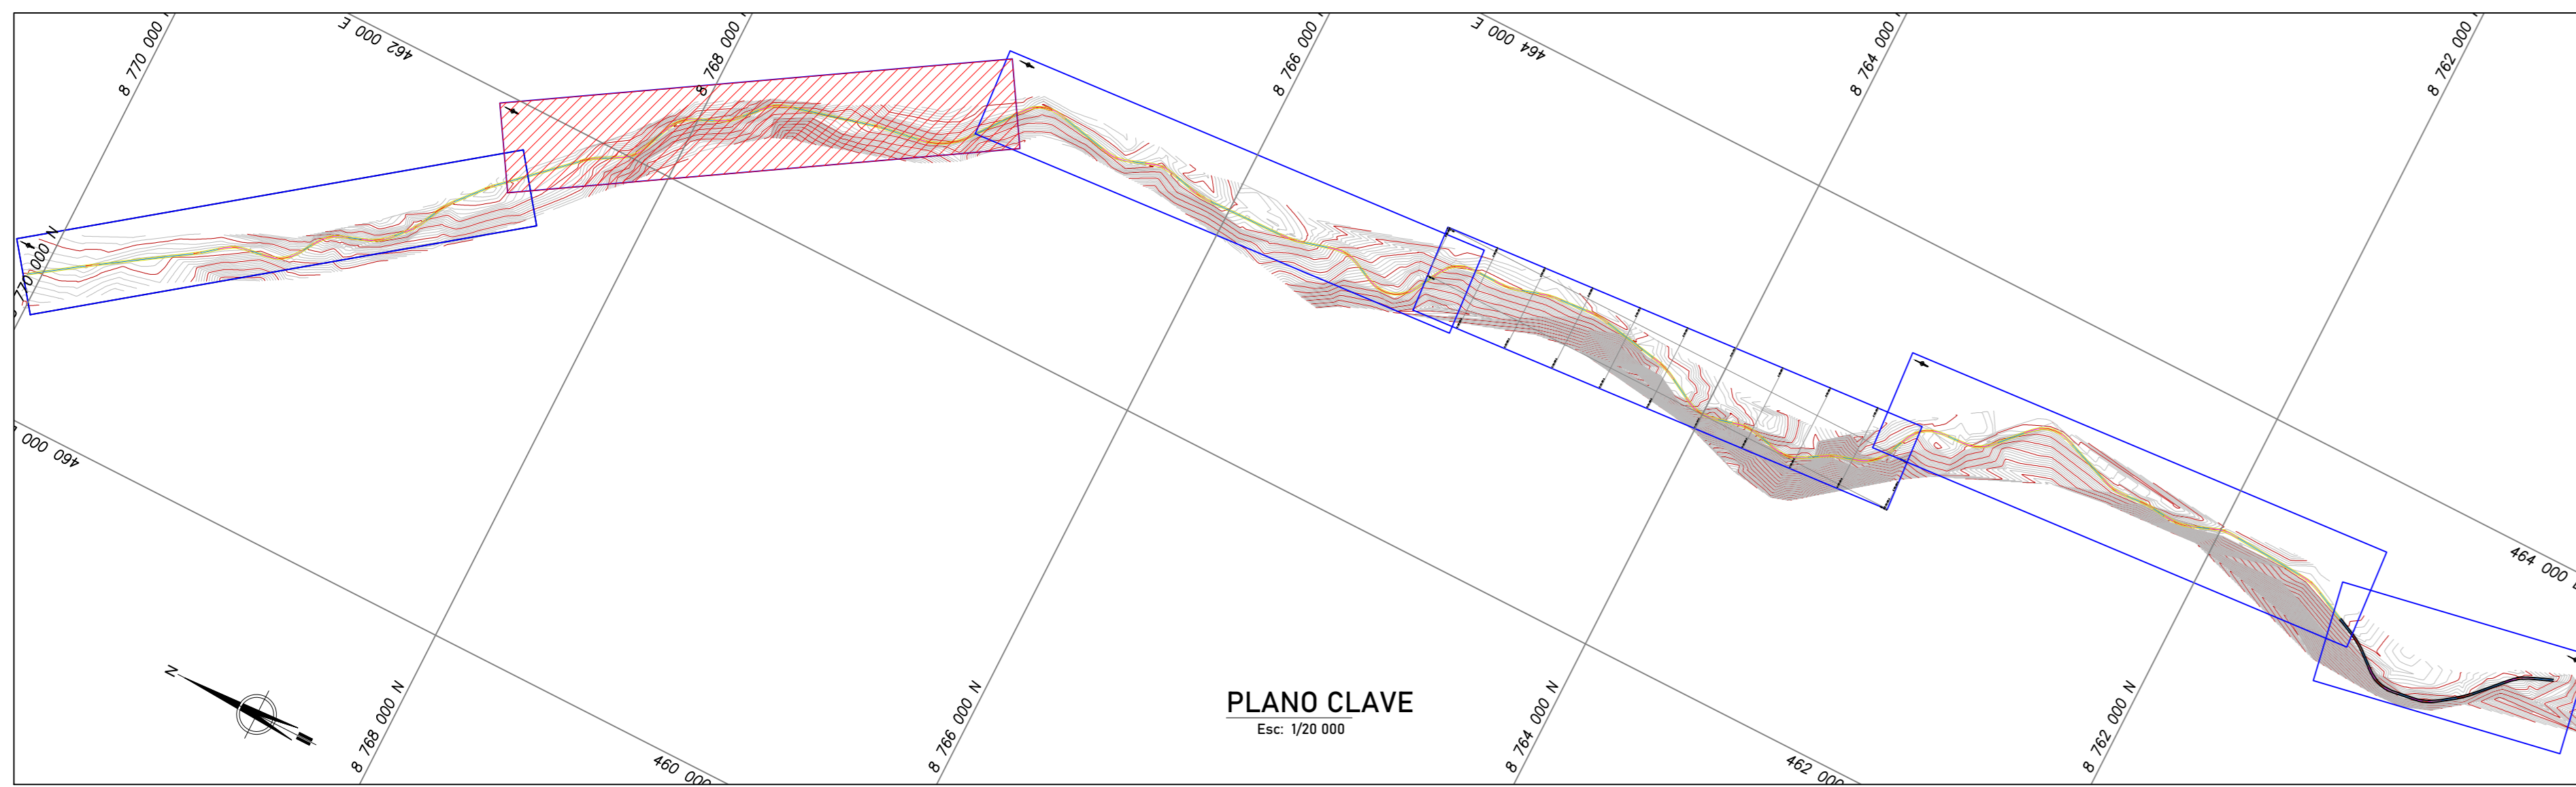 8 770 000 N
462 000 E
8 768 000 N
8 766 000 N
464 000 E
8 764 000 N
8 762 000 N
770 000 N
000 460
464 000 E
N
8 768 000 N
460 000
8 766 000 N
PLANO CLAVE
Esc: 1/20 000
8 764 000 N
462 000
8 762 000 N